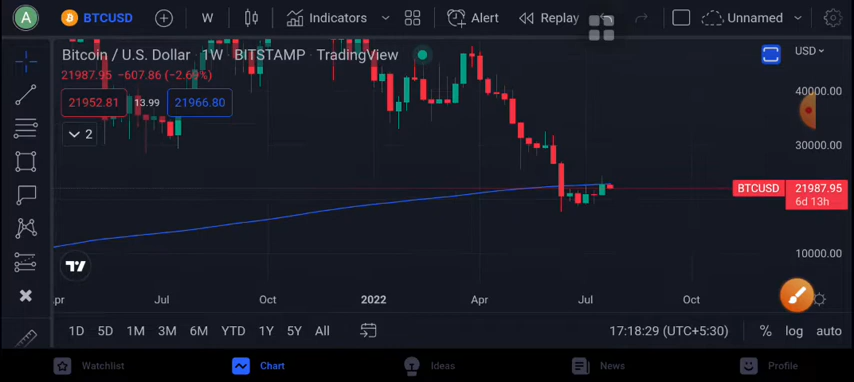 A BTCUSD W Indicators Alert Replay Unnamed
Bitcoin / U.S. Dollar · 1W · BITSTAMP · TradingView
USD
21987.95 −607.86 (−2.69%)
21952.81 13.99 21966.80
2
40000.00
30000.00
BTCUSD 21987.95
6d 13h
10000.00
Apr Jul Oct 2022 Apr Jul Oct
1D 5D 1M 3M 6M YTD 1Y 5Y All 17:18:29 (UTC+5:30) % log auto
Watchlist Chart Ideas News Profile